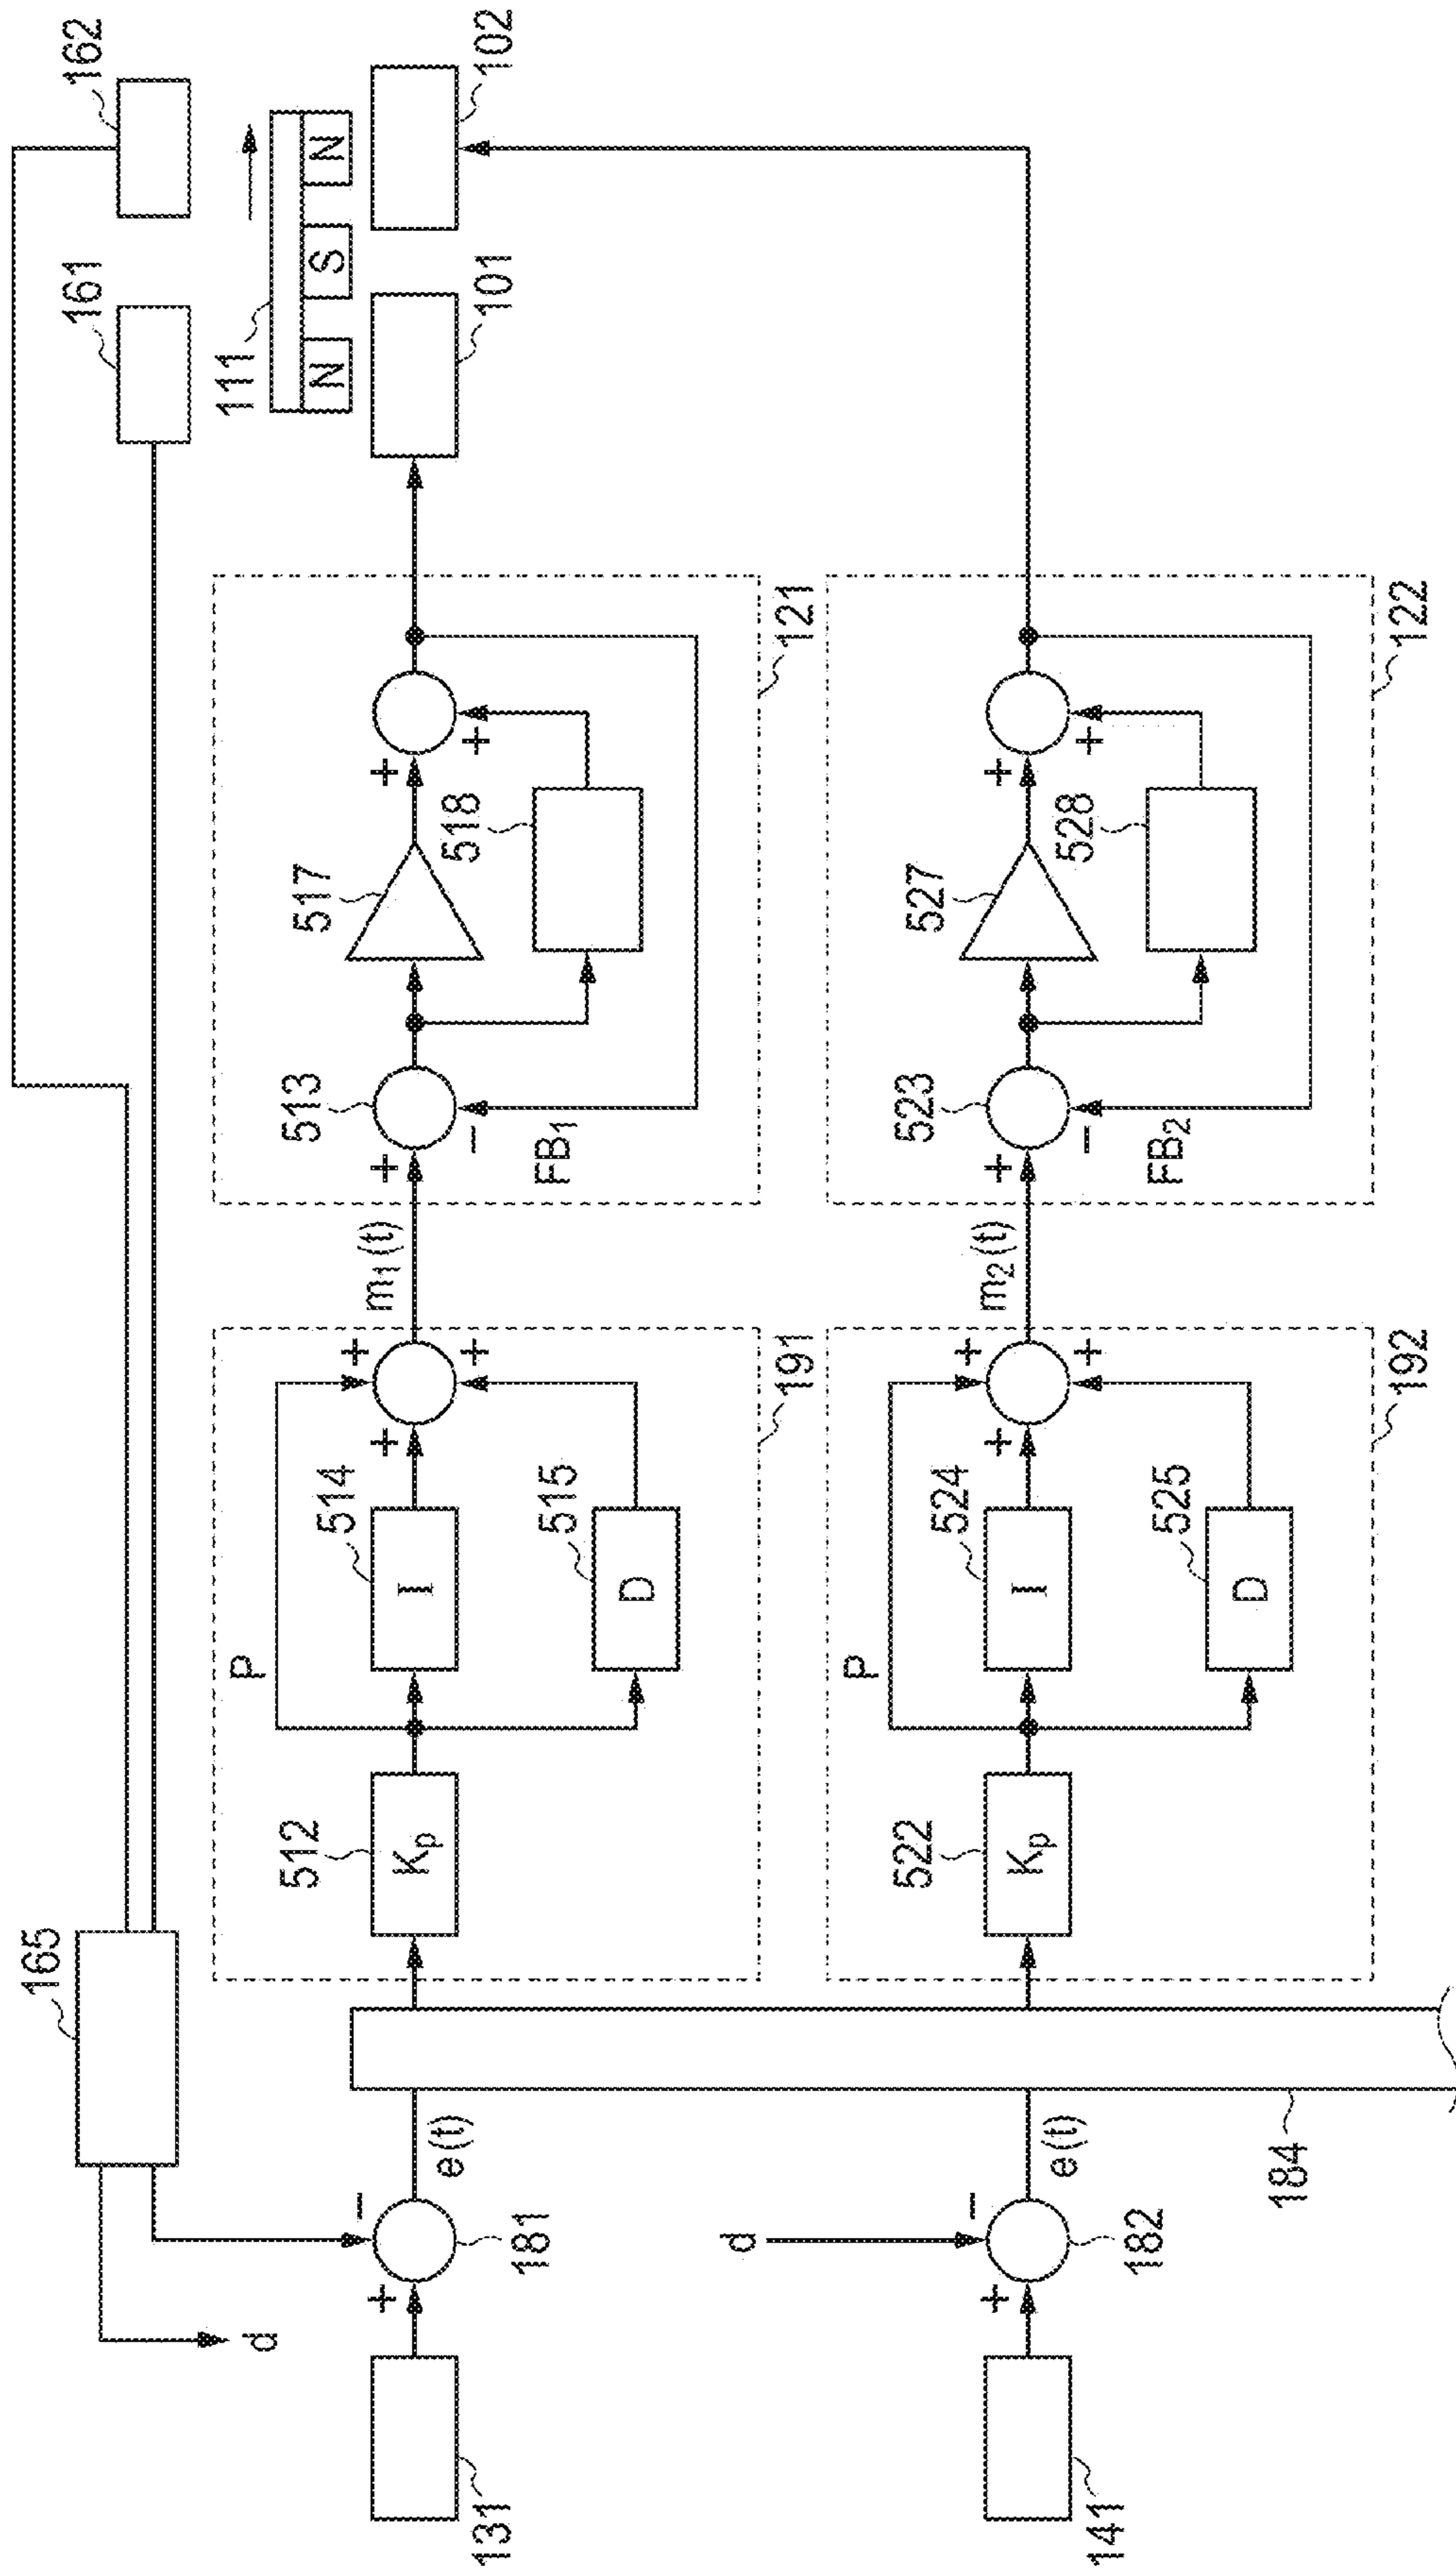 165
162
161
d
111
N
S
N
131
+
−
181
e(t)
512
Kp
P
514
I
515
D
+
+
+
191
m₁(t)
+
−
513
FB₁
517
518
+
+
121
101
102
d
141
+
−
182
e(t)
184
522
Kp
P
524
I
525
D
+
+
+
192
m₂(t)
+
−
523
FB₂
527
528
+
+
122